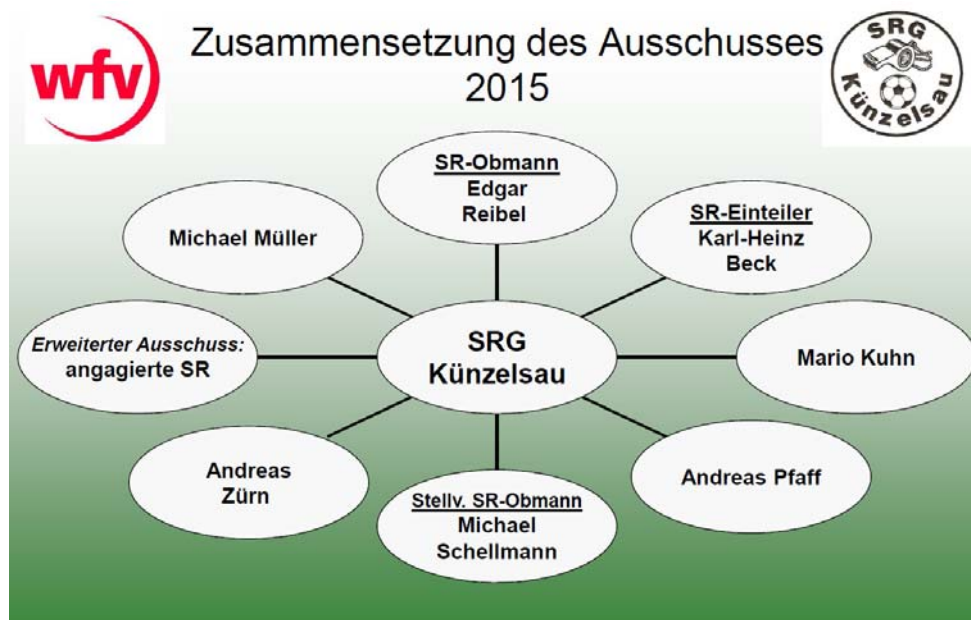 wfv
Zusammensetzung des Ausschusses
2015
SRG
Künzelsau
SR-Obmann
Edgar
Reibel
SR-Einteiler
Karl-Heinz
Beck
Mario Kuhn
Andreas Pfaff
Stellv. SR-Obmann
Michael
Schellmann
Andreas
Zürn
Erweiterter Ausschuss:
angagierte SR
Michael Müller
SRG
Künzelsau